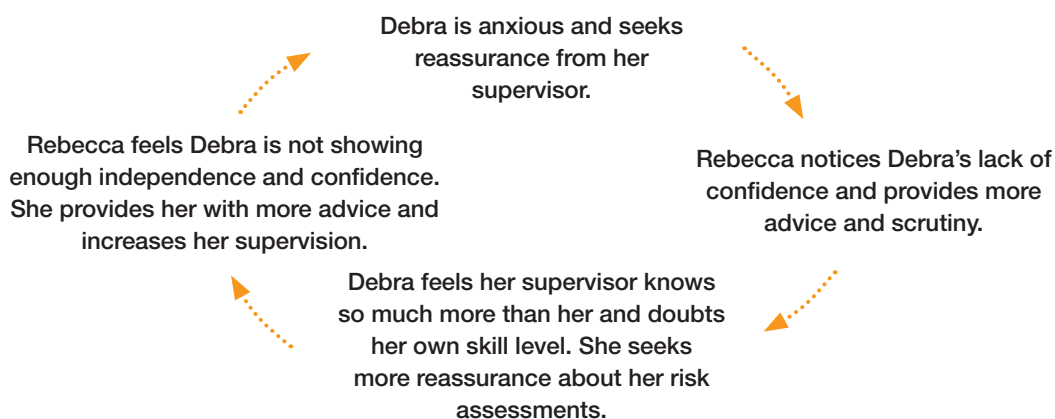 Debra is anxious and seeks
reassurance from her
supervisor.
Rebecca notices Debra’s lack of
confidence and provides more
advice and scrutiny.
Debra feels her supervisor knows
so much more than her and doubts
her own skill level. She seeks
more reassurance about her risk
assessments.
Rebecca feels Debra is not showing
enough independence and confidence.
She provides her with more advice and
increases her supervision.